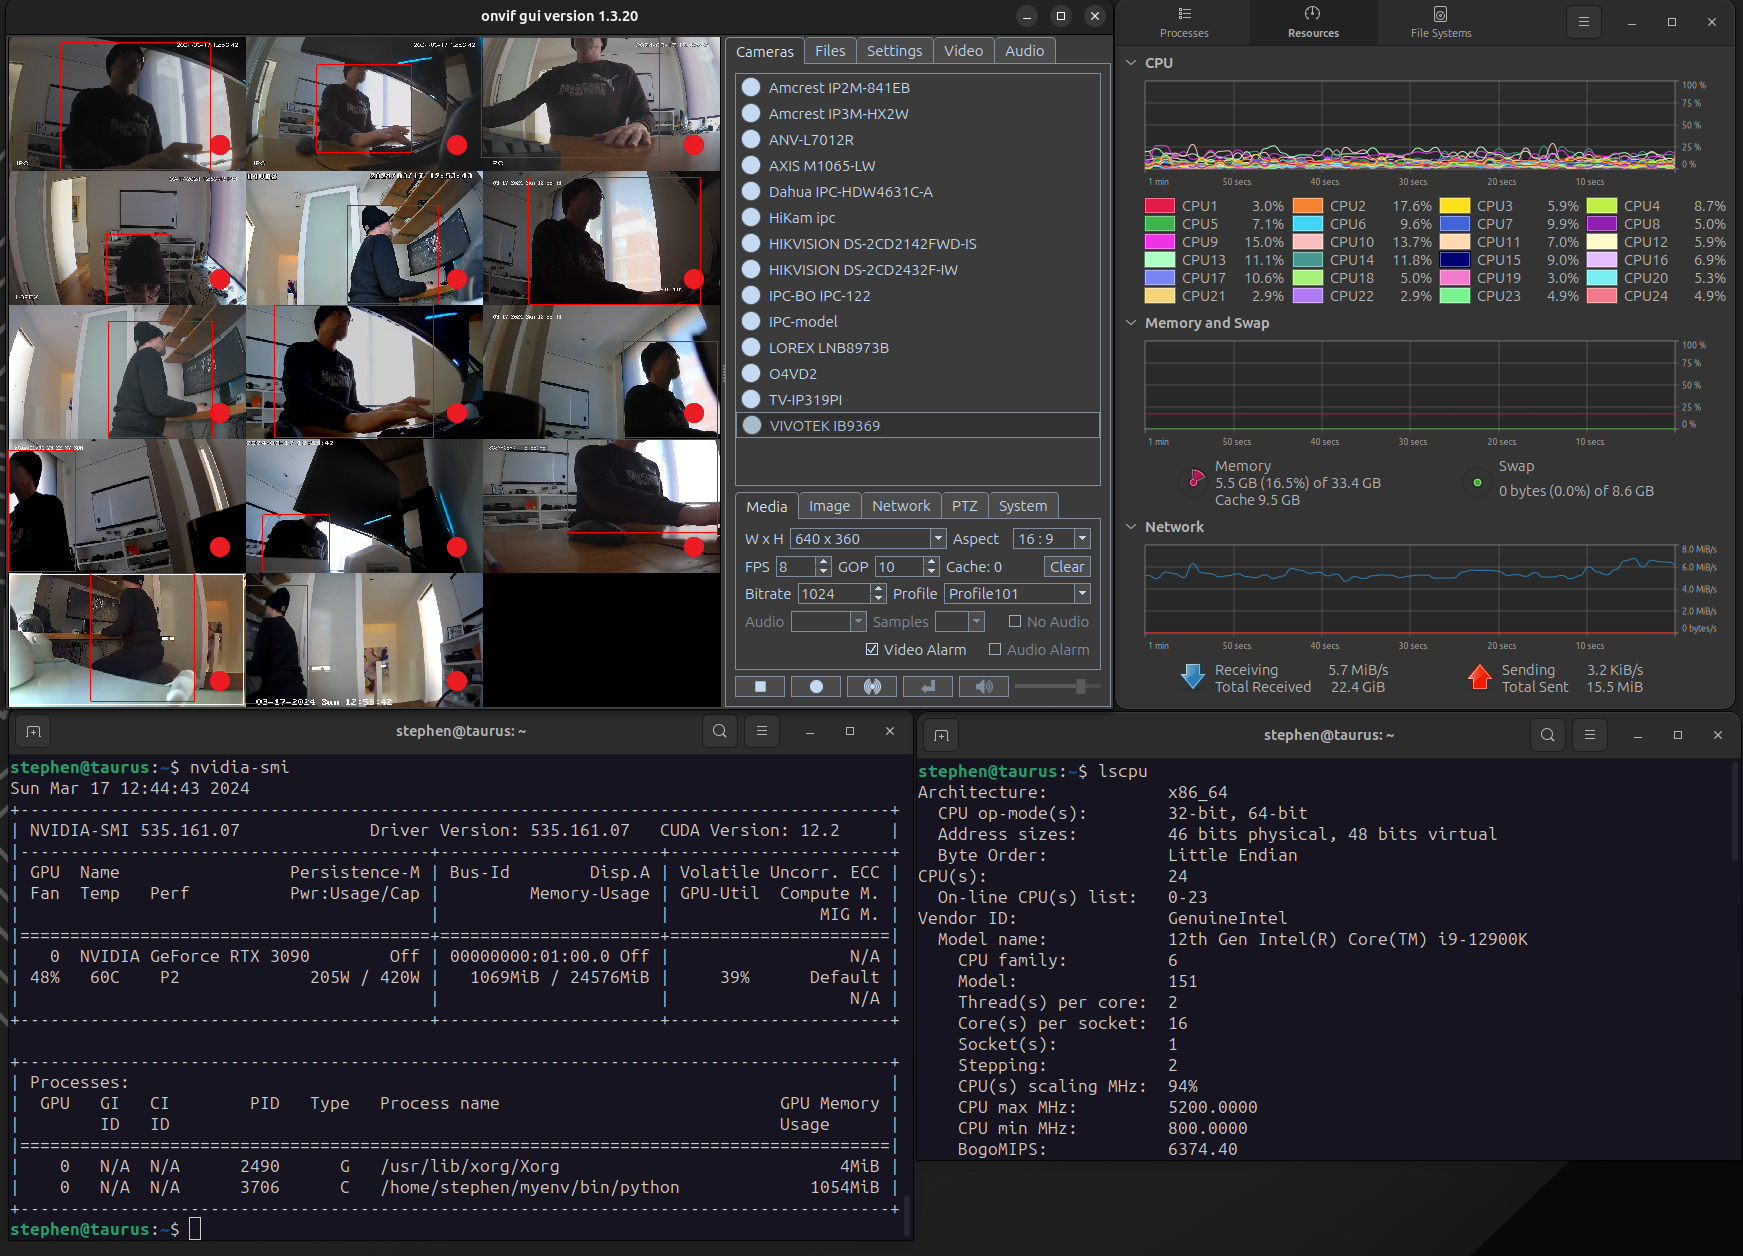 onvif gui version 1.3.20
Cameras Files Settings Video Audio
Amcrest IP2M-841EB
Amcrest IP3M-HX2W
ANV-L7012R
AXIS M1065-LW
Dahua IPC-HDW4631C-A
HiKam ipc
HIKVISION DS-2CD2142FWD-IS
HIKVISION DS-2CD2432F-IW
IPC-BO IPC-122
IPC-model
LOREX LNB8973B
O4VD2
TV-IP319PI
VIVOTEK IB9369
Media Image Network PTZ System
W x H 640 x 360 Aspect 16 : 9
FPS 8 GOP 10 Cache: 0 Clear
Bitrate 1024 Profile Profile101
Audio Samples No Audio
Video Alarm Audio Alarm
03-17-2024 Sun 12:53:42
Processes Resources File Systems
CPU
100 %
75 %
50 %
25 %
0 %
1 min 50 secs 40 secs 30 secs 20 secs 10 secs
CPU1 3.0% CPU2 17.6% CPU3 5.9% CPU4 8.7%
CPU5 7.1% CPU6 9.6% CPU7 9.9% CPU8 5.0%
CPU9 15.0% CPU10 13.7% CPU11 7.0% CPU12 5.9%
CPU13 11.1% CPU14 11.8% CPU15 9.0% CPU16 6.9%
CPU17 10.6% CPU18 5.0% CPU19 3.0% CPU20 5.3%
CPU21 2.9% CPU22 2.9% CPU23 4.9% CPU24 4.9%
Memory and Swap
100 %
75 %
50 %
25 %
0 %
1 min 50 secs 40 secs 30 secs 20 secs 10 secs
Memory
5.5 GB (16.5%) of 33.4 GB
Cache 9.5 GB
Swap
0 bytes (0.0%) of 8.6 GB
Network
8.0 MiB/s
6.0 MiB/s
4.0 MiB/s
2.0 MiB/s
0 bytes/s
1 min 50 secs 40 secs 30 secs 20 secs 10 secs
Receiving 5.7 MiB/s
Total Received 22.4 GiB
Sending 3.2 KiB/s
Total Sent 15.5 MiB
stephen@taurus: ~
stephen@taurus:~$ nvidia-smi
Sun Mar 17 12:44:43 2024
+---------------------------------------------------------------------------------------+
| NVIDIA-SMI 535.161.07 Driver Version: 535.161.07 CUDA Version: 12.2 |
|-----------------------------------------+----------------------+----------------------+
| GPU Name Persistence-M | Bus-Id Disp.A | Volatile Uncorr. ECC |
| Fan Temp Perf Pwr:Usage/Cap | Memory-Usage | GPU-Util Compute M. |
| | | MIG M. |
|=========================================+======================+======================|
| 0 NVIDIA GeForce RTX 3090 Off | 00000000:01:00.0 Off | N/A |
| 48% 60C P2 205W / 420W | 1069MiB / 24576MiB | 39% Default |
| | | N/A |
+-----------------------------------------+----------------------+----------------------+
+---------------------------------------------------------------------------------------+
| Processes: |
| GPU GI CI PID Type Process name GPU Memory |
| ID ID Usage |
|=======================================================================================|
| 0 N/A N/A 2490 G /usr/lib/xorg/Xorg 4MiB |
| 0 N/A N/A 3706 C /home/stephen/myenv/bin/python 1054MiB |
+---------------------------------------------------------------------------------------+
stephen@taurus:~$
stephen@taurus: ~
stephen@taurus:~$ lscpu
Architecture: x86_64
CPU op-mode(s): 32-bit, 64-bit
Address sizes: 46 bits physical, 48 bits virtual
Byte Order: Little Endian
CPU(s): 24
On-line CPU(s) list: 0-23
Vendor ID: GenuineIntel
Model name: 12th Gen Intel(R) Core(TM) i9-12900K
CPU family: 6
Model: 151
Thread(s) per core: 2
Core(s) per socket: 16
Socket(s): 1
Stepping: 2
CPU(s) scaling MHz: 94%
CPU max MHz: 5200.0000
CPU min MHz: 800.0000
BogoMIPS: 6374.40